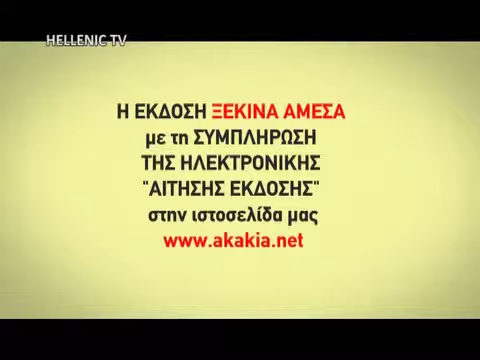 HELLENIC TV
Η ΕΚΔΟΣΗ ΞΕΚΙΝΑ ΑΜΕΣΑ
με τη ΣΥΜΠΛΗΡΩΣΗ
ΤΗΣ ΗΛΕΚΤΡΟΝΙΚΗΣ
"ΑΙΤΗΣΗΣ ΕΚΔΟΣΗΣ"
στην ιστοσελίδα μας
www.akakia.net